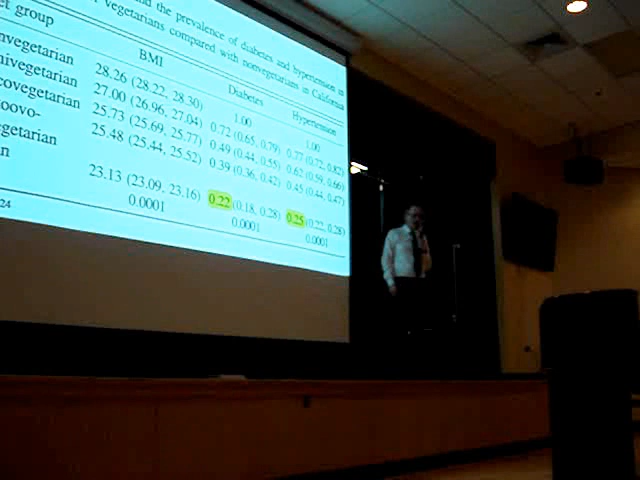 nd the prevalence of diabetes and hypertension in
vegetarians compared with nonvegetarians in California
et group
BMI
Diabetes
Hypertension
nvegetarian
28.26 (28.22, 28.30)
1.00
1.00
nivegetarian
27.00 (26.96, 27.04)
0.72 (0.65, 0.79)
0.77 (0.72, 0.82)
covegetarian
25.73 (25.69, 25.77)
0.49 (0.44, 0.55)
0.62 (0.59, 0.66)
oovo-
25.48 (25.44, 25.52)
0.39 (0.36, 0.42)
0.45 (0.44, 0.47)
egetarian
n
23.13 (23.09, 23.16)
0.22 (0.18, 0.28)
0.25 (0.22, 0.28)
0.0001
0.0001
0.0001
24